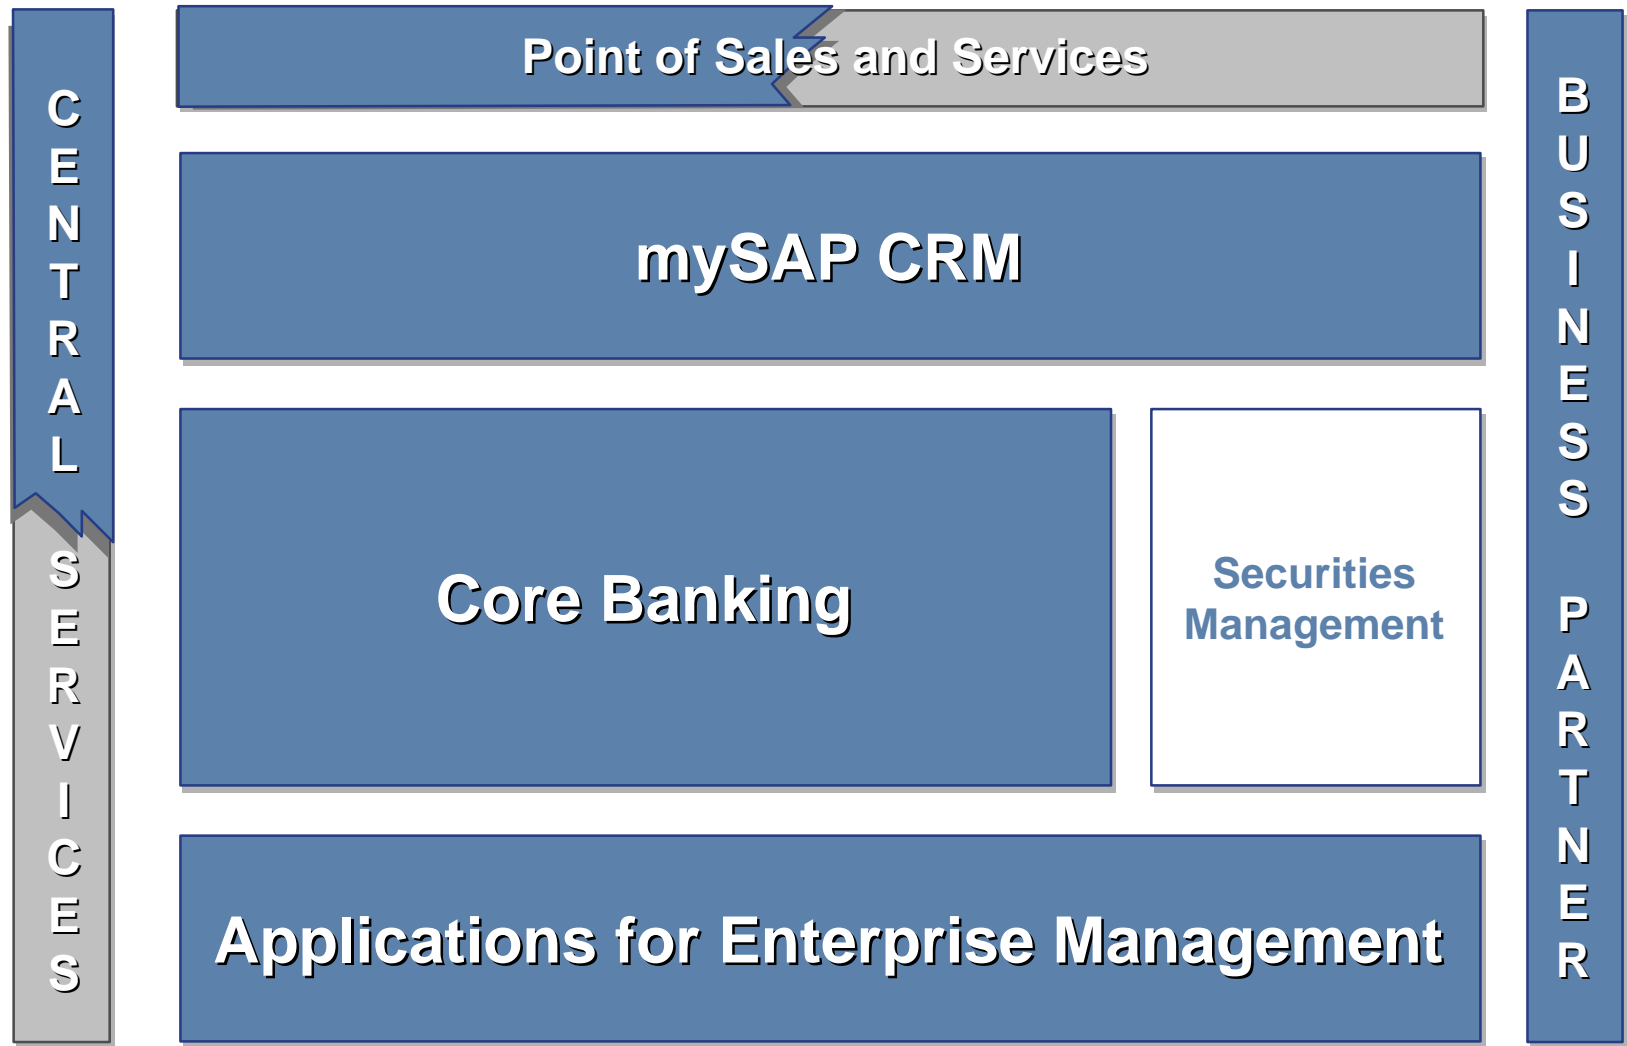 Point of Sales and Services
CENTRAL SERVICES
BUSINESS PARTNER
mySAP CRM
Core Banking
Securities
Management
Applications for Enterprise Management